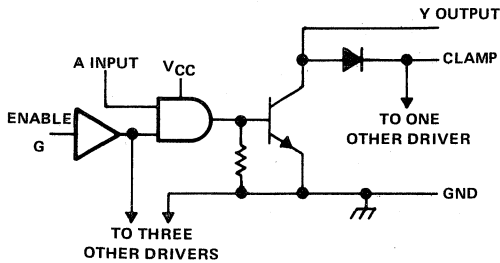 Y OUTPUT
A INPUT
VCC
CLAMP
ENABLE
G
TO ONE
OTHER DRIVER
GND
TO THREE
OTHER DRIVERS